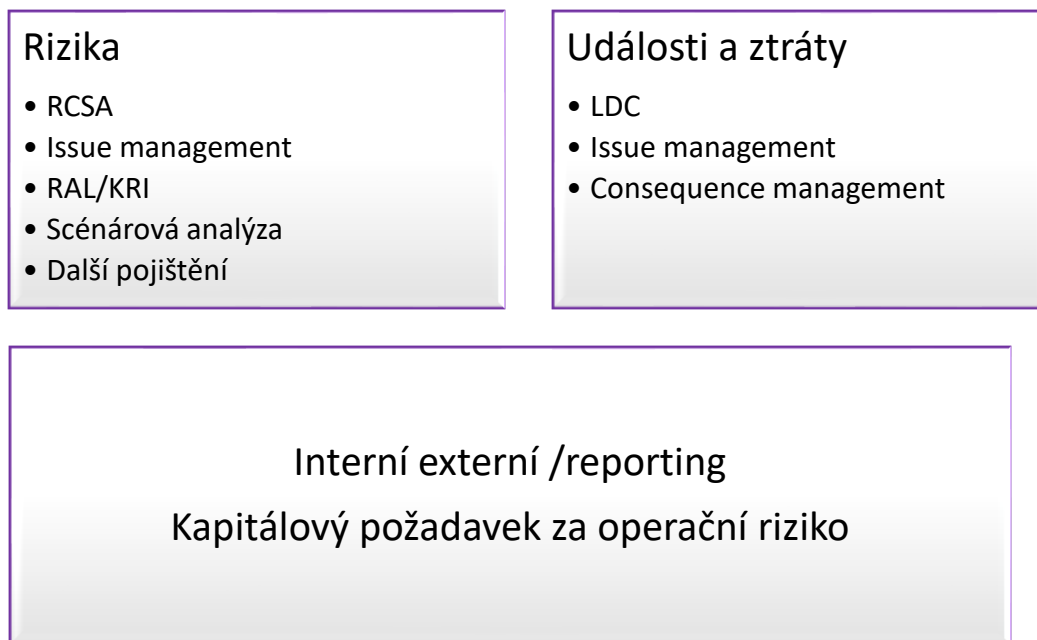 Rizika
• RCSA
• Issue management
• RAL/KRI
• Scénárová analýza
• Další pojištění
Události a ztráty
• LDC
• Issue management
• Consequence management
Interní externí /reporting
Kapitálový požadavek za operační riziko